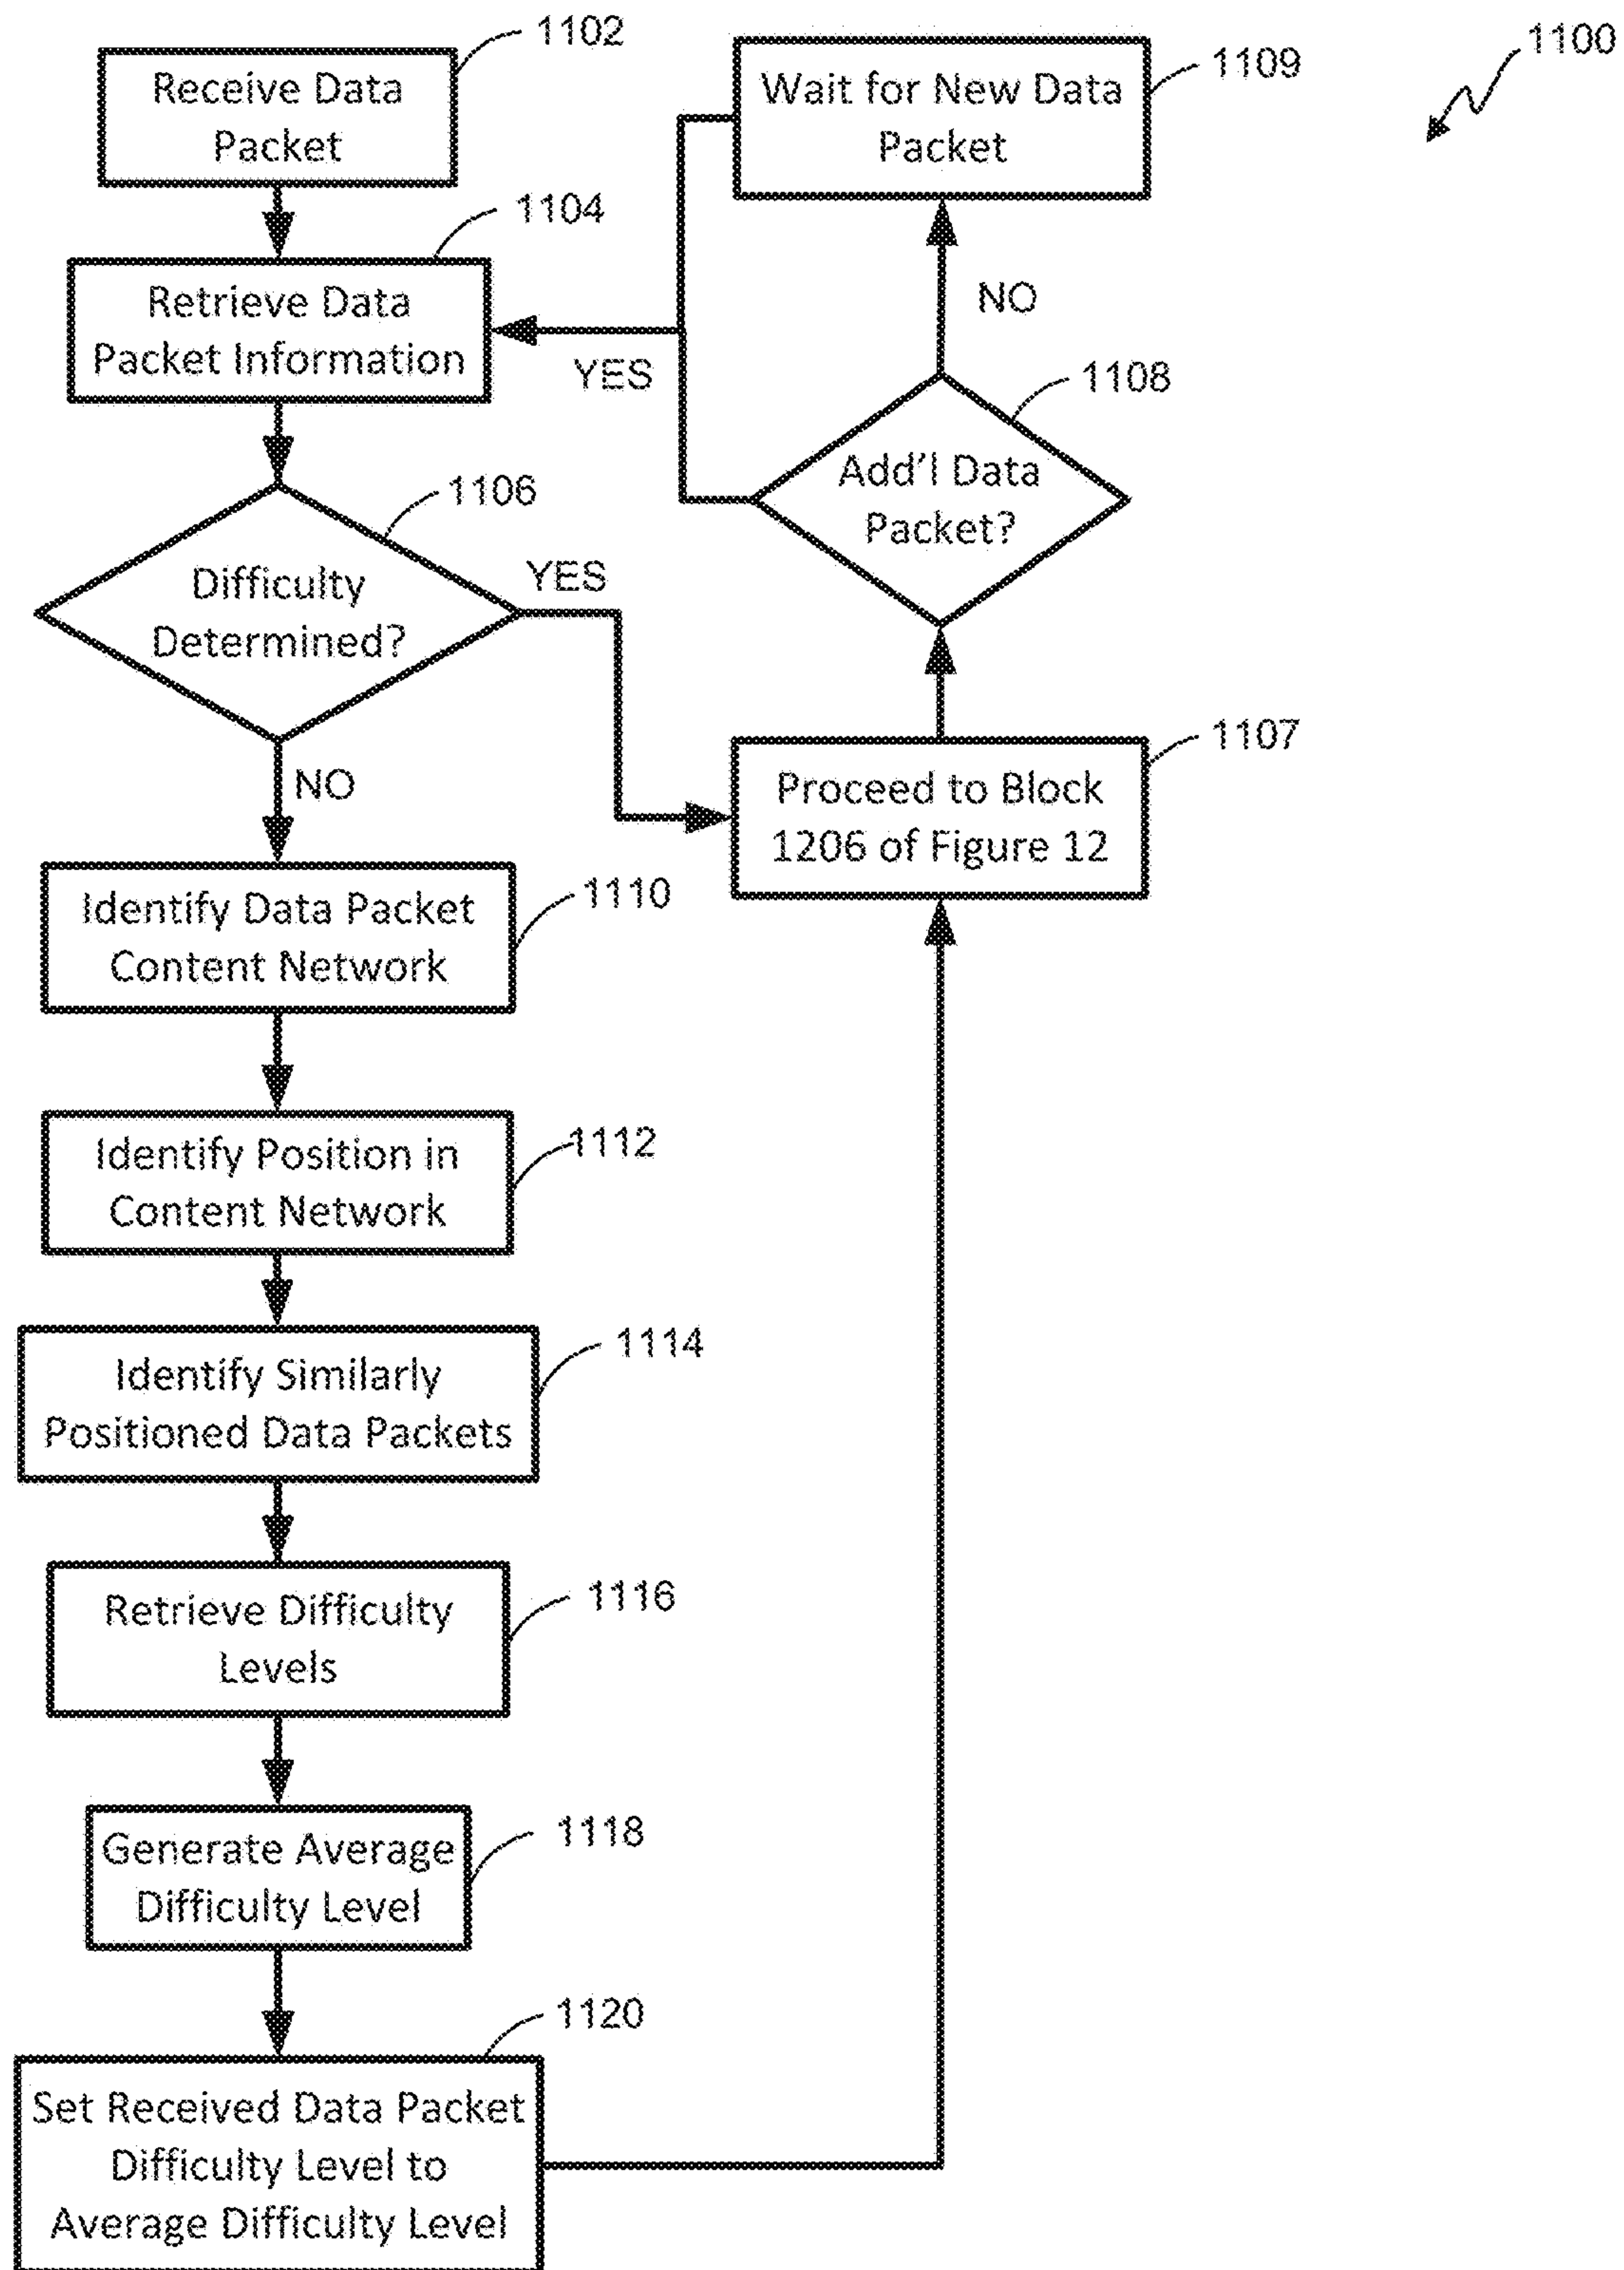 1102
Receive Data
Packet
1104
Retrieve Data
Packet Information
1106
Difficulty
Determined?
YES
NO
1110
Identify Data Packet
Content Network
1112
Identify Position in
Content Network
1114
Identify Similarly
Positioned Data Packets
1116
Retrieve Difficulty
Levels
1118
Generate Average
Difficulty Level
1120
Set Received Data Packet
Difficulty Level to
Average Difficulty Level
1109
Wait for New Data
Packet
NO
YES
1108
Add'l Data
Packet?
1107
Proceed to Block
1206 of Figure 12
1100